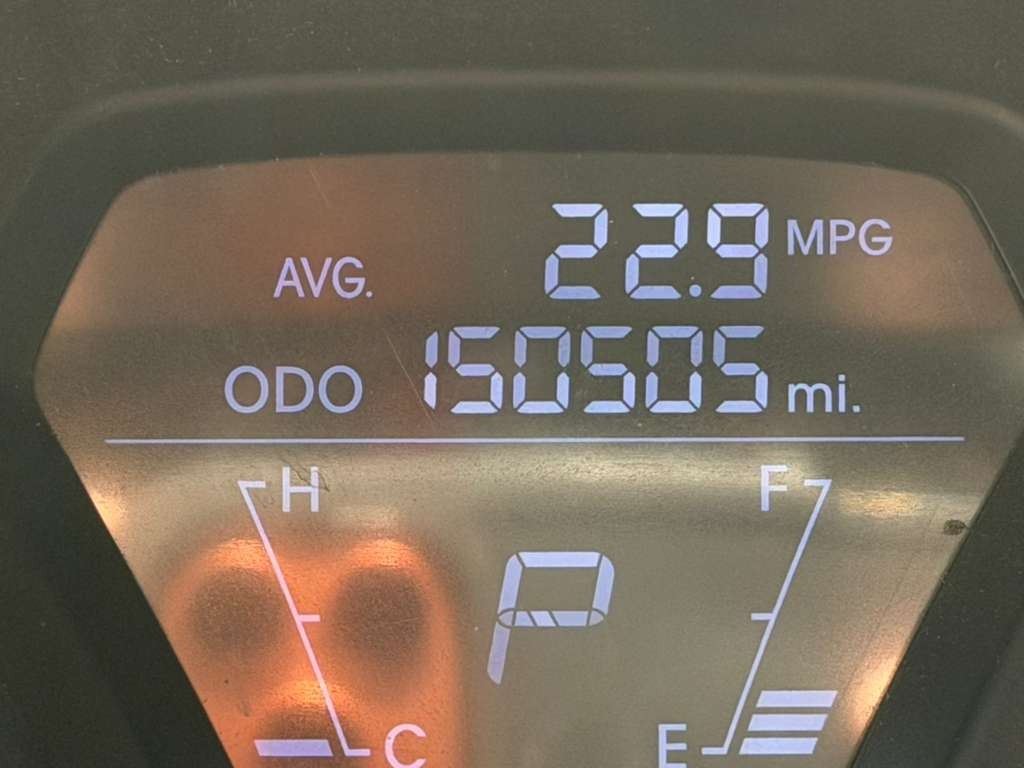 AVG. 22.9 MPG
ODO 150505 mi.
H F
P
C E